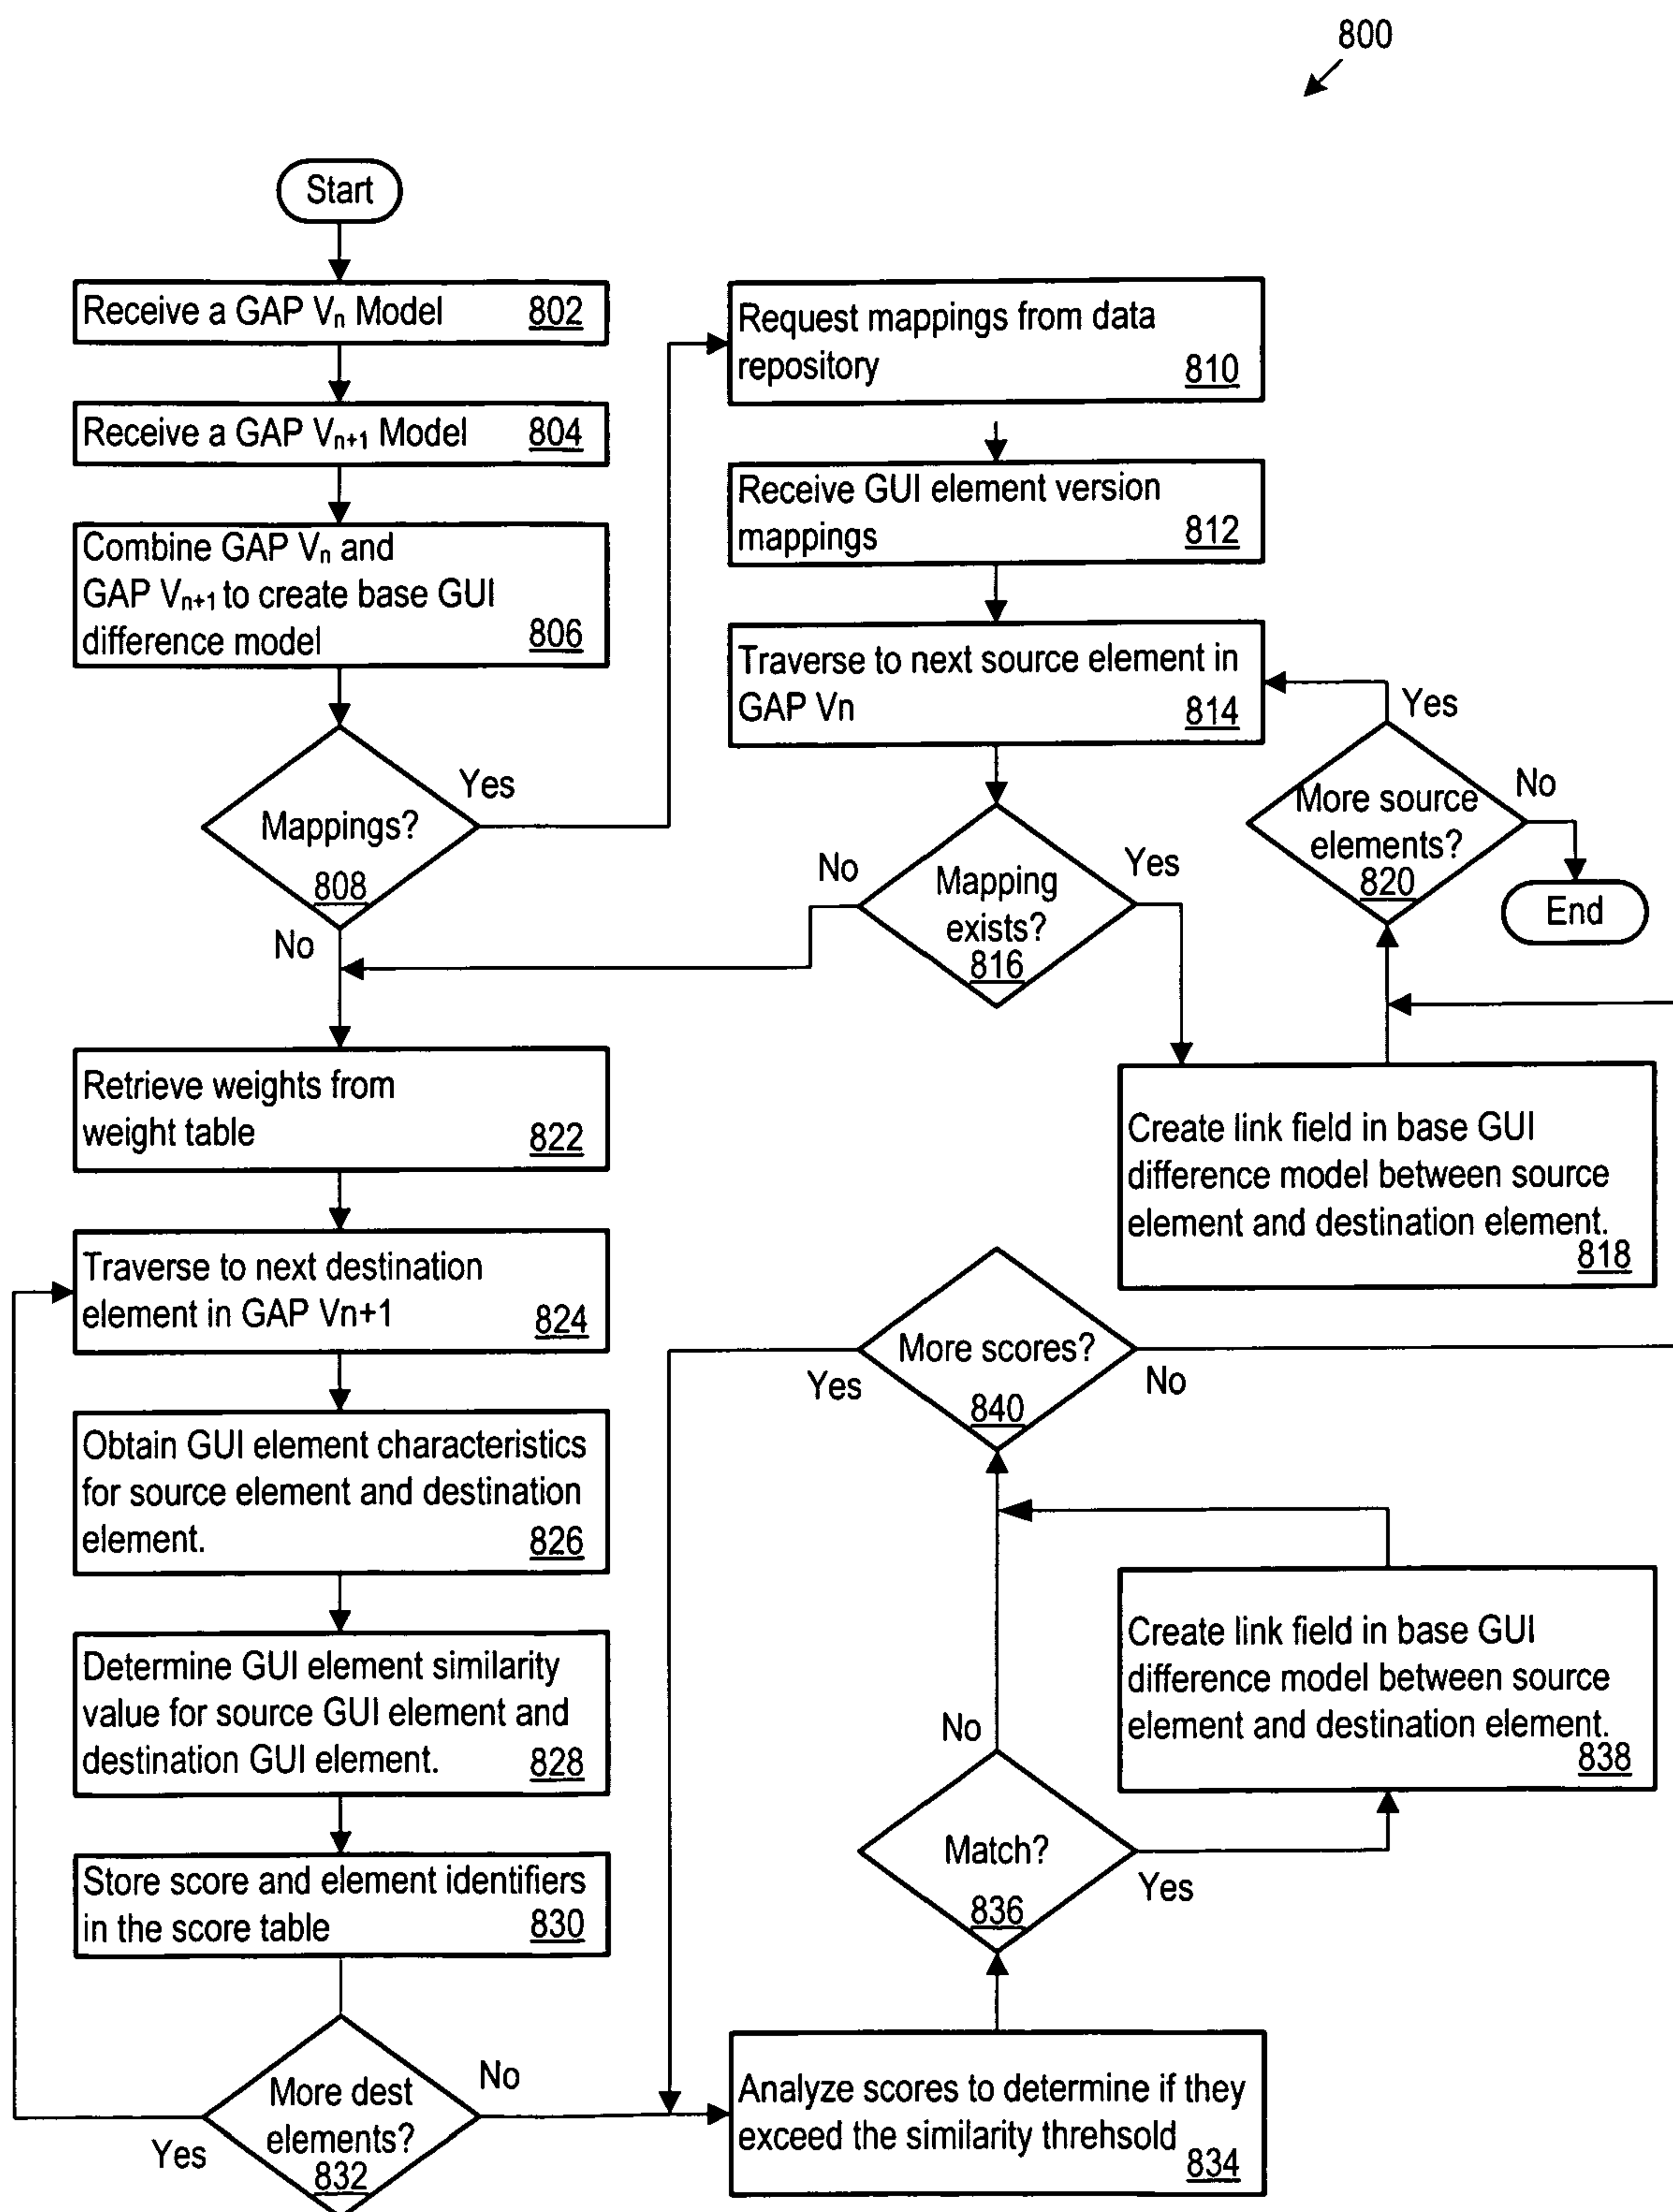 800
Start
Receive a GAP Vn Model 802
Receive a GAP Vn+1 Model 804
Combine GAP Vn and
GAP Vn+1 to create base GUI
difference model 806
Mappings?
808
Yes
No
Request mappings from data
repository 810
Receive GUI element version
mappings 812
Traverse to next source element in
GAP Vn 814
Mapping
exists?
816
No
Yes
More source
elements?
820
Yes
No
End
Create link field in base GUI
difference model between source
element and destination element.
818
Retrieve weights from
weight table 822
Traverse to next destination
element in GAP Vn+1 824
Obtain GUI element characteristics
for source element and destination
element. 826
Determine GUI element similarity
value for source GUI element and
destination GUI element. 828
Store score and element identifiers
in the score table 830
More dest
elements?
832
Yes
No
Analyze scores to determine if they
exceed the similarity threhsold 834
Match?
836
No
Yes
Create link field in base GUI
difference model between source
element and destination element.
838
More scores?
840
Yes
No